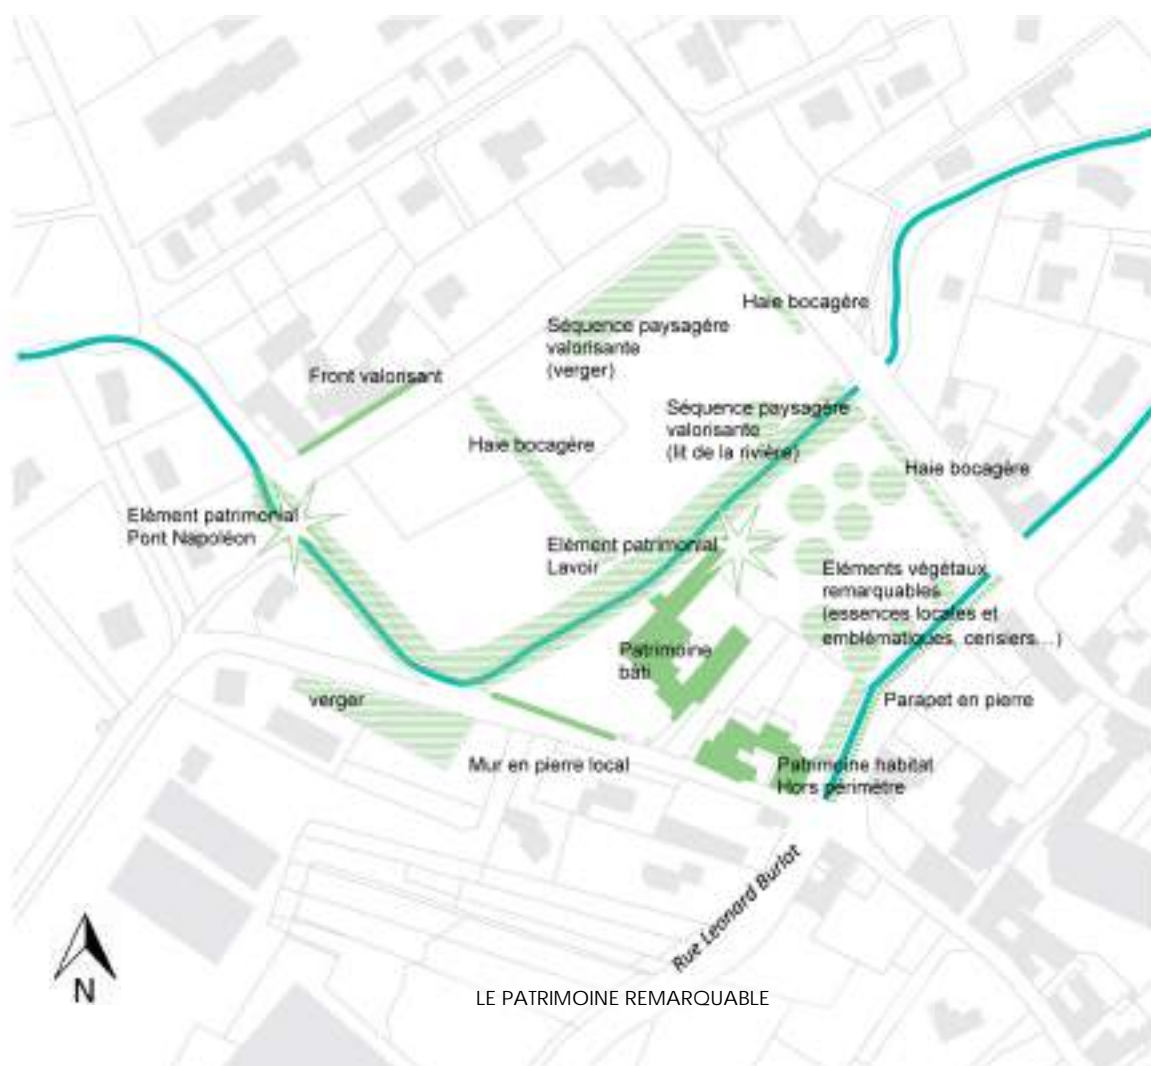 Haie bocagère
Séquence paysagère
valorisante
(verger)
Front valorisant
Séquence paysagère
valorisante
(lit de la rivière)
Haie bocagère
Haie bocagère
Elément patrimonial
Pont Napoléon
Elément patrimonial
Lavoir
Eléments végétaux
remarquables
(essences locales et
emblématiques, cerisiers...)
Patrimoine
bâti
verger
Parapet en pierre
Mur en pierre local
Patrimoine habitat
Hors périmètre
Rue Leonard Burlot
N
LE PATRIMOINE REMARQUABLE